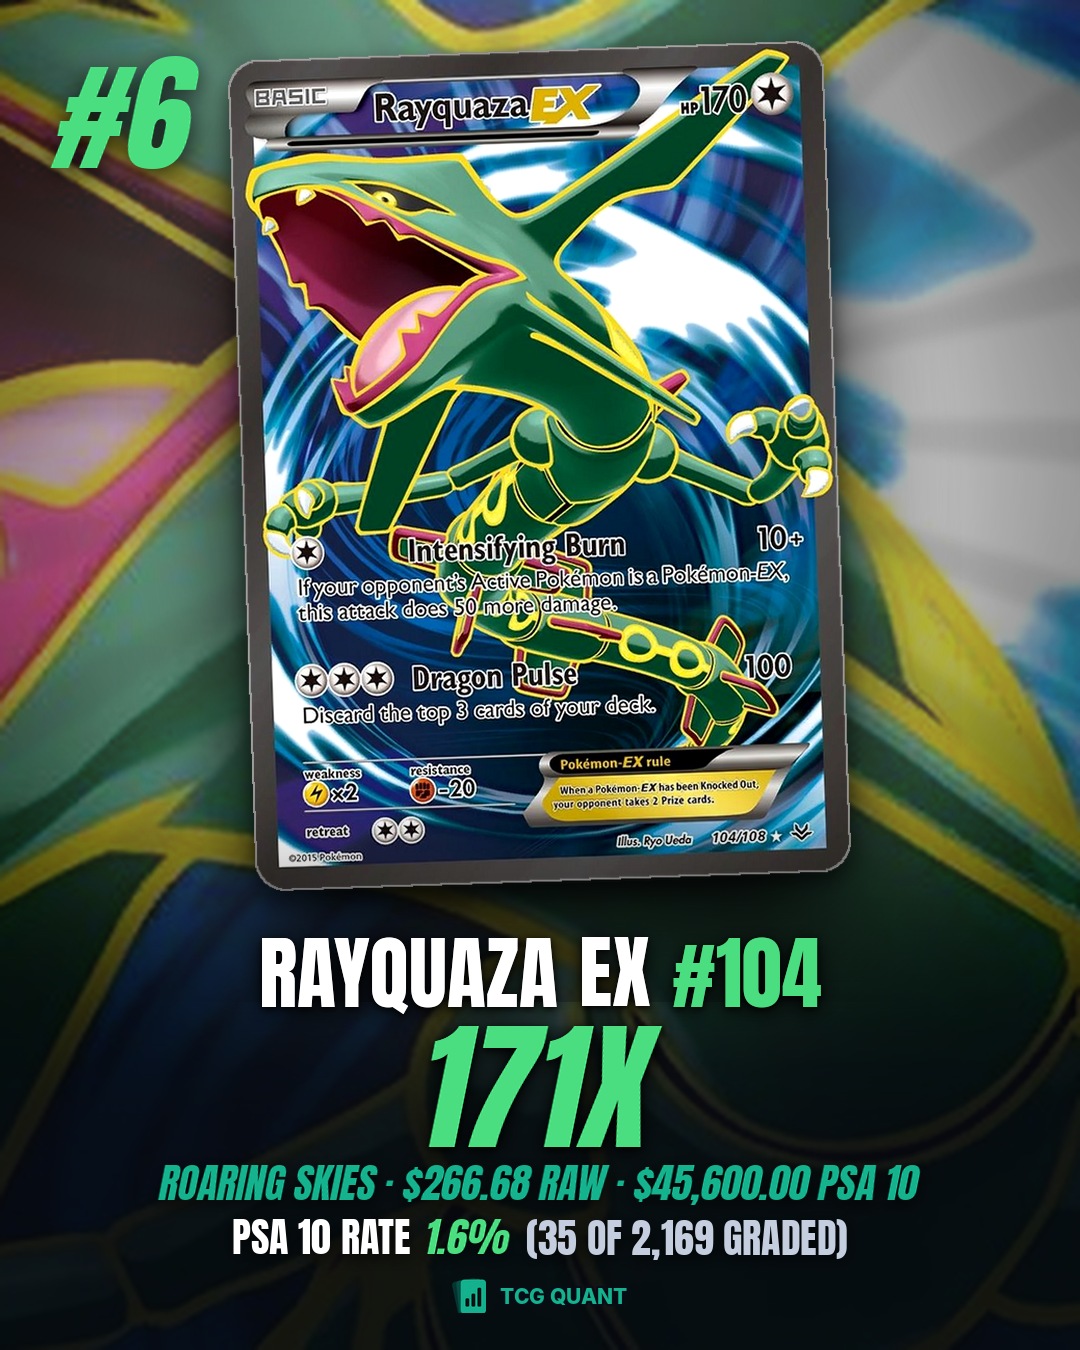 #6
BASIC
RayquazaEX
HP170
Intensifying Burn 10+
If your opponent's Active Pokémon is a Pokémon-EX,
this attack does 50 more damage.
Dragon Pulse 100
Discard the top 3 cards of your deck.
Pokémon-EX rule
When a Pokémon-EX has been Knocked Out,
your opponent takes 2 Prize cards.
weakness
×2
resistance
-20
retreat
Illus. Ryo Ueda 104/108
©2015 Pokémon
RAYQUAZA EX #104
171X
ROARING SKIES · $266.68 RAW · $45,600.00 PSA 10
PSA 10 RATE 1.6% (35 OF 2,169 GRADED)
TCG QUANT